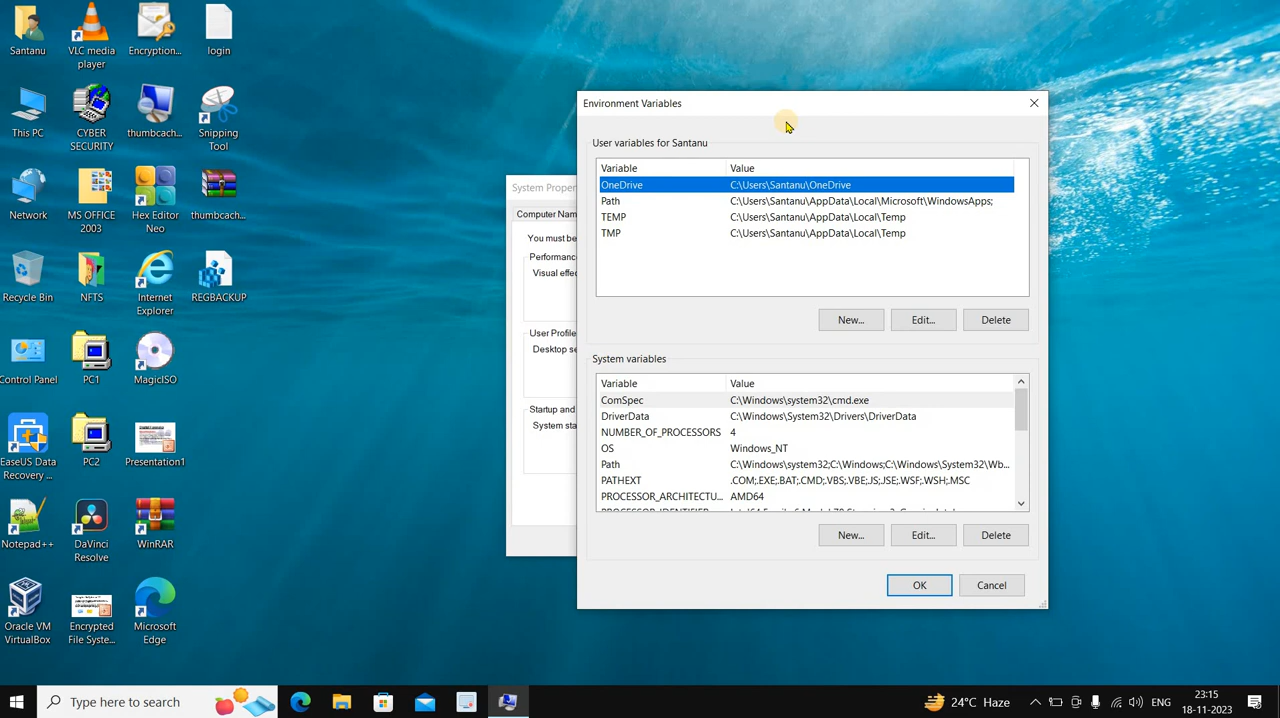 Santanu
VLC media
player
Encryption...
login
This PC
CYBER
SECURITY
thumbcach...
Snipping
Tool
Network
MS OFFICE
2003
Hex Editor
Neo
thumbcach...
Recycle Bin
NFTS
Internet
Explorer
REGBACKUP
Control Panel
PC1
MagicISO
EaseUS Data
Recovery ...
PC2
Presentation1
Notepad++
DaVinci
Resolve
WinRAR
Oracle VM
VirtualBox
Encrypted
File Syste...
Microsoft
Edge
System Proper
Computer Nam
You must be
Performanc
Visual effec
User Profile
Desktop se
Startup and
System sta
Environment Variables
User variables for Santanu
Variable Value
OneDrive C:\Users\Santanu\OneDrive
Path C:\Users\Santanu\AppData\Local\Microsoft\WindowsApps;
TEMP C:\Users\Santanu\AppData\Local\Temp
TMP C:\Users\Santanu\AppData\Local\Temp
New... Edit... Delete
System variables
Variable Value
ComSpec C:\Windows\system32\cmd.exe
DriverData C:\Windows\System32\Drivers\DriverData
NUMBER_OF_PROCESSORS 4
OS Windows_NT
Path C:\Windows\system32;C:\Windows;C:\Windows\System32\Wb...
PATHEXT .COM;.EXE;.BAT;.CMD;.VBS;.VBE;.JS;.JSE;.WSF;.WSH;.MSC
PROCESSOR_ARCHITECTU... AMD64
New... Edit... Delete
OK Cancel
Type here to search
24°C Haze
ENG
23:15
18-11-2023